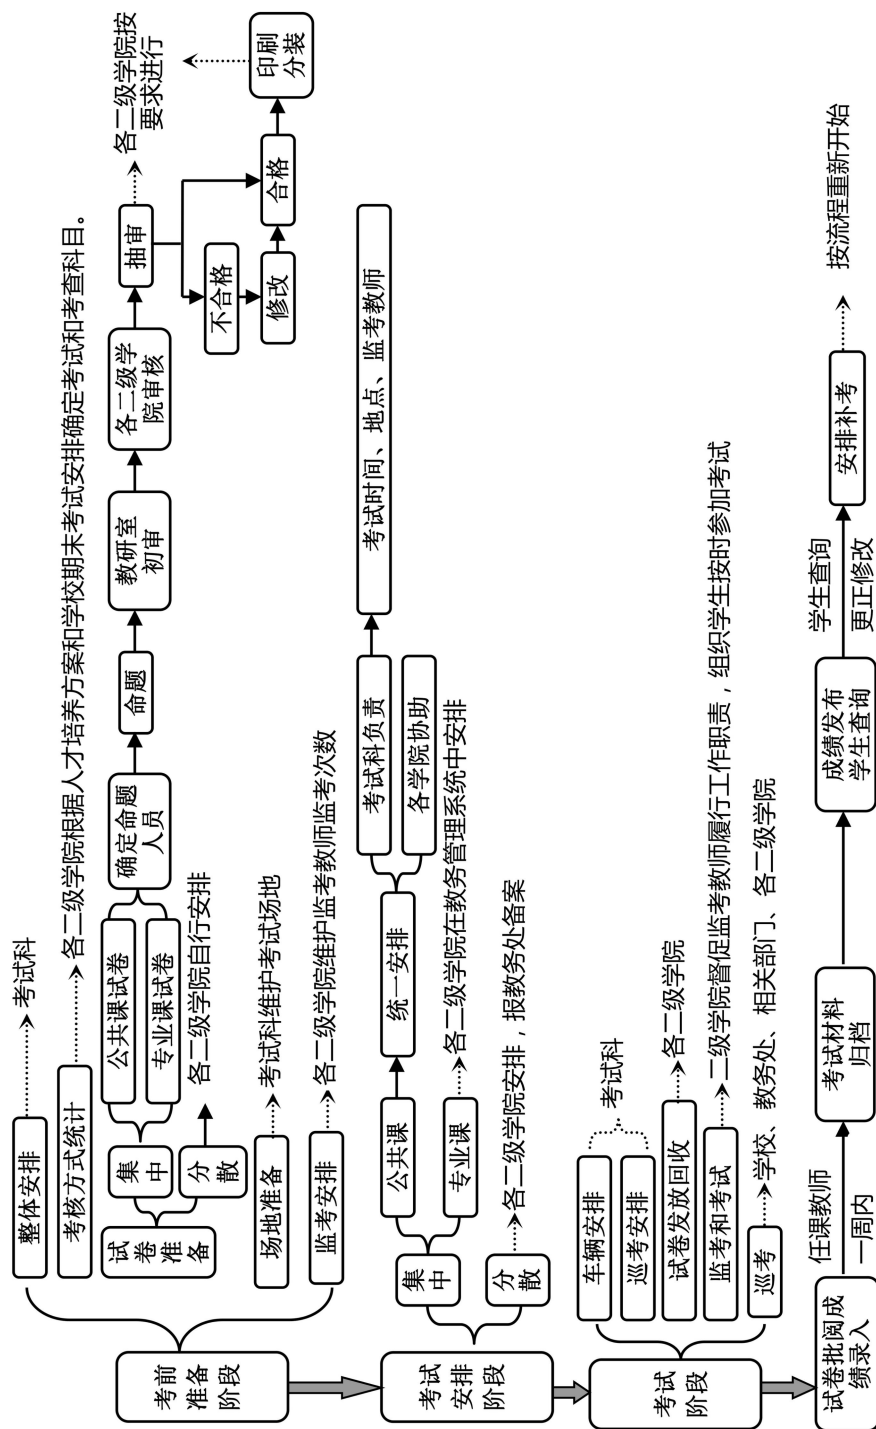 考前
准备
阶段
整体安排
考试科
考核方式统计
各二级学院根据人才培养方案和学校期末考试安排确定考试和考查科目。
试卷
准备
集中
公共课试卷
专业课试卷
确定命题
人员
命题
教研室
初审
各二级学
院审核
抽审
各二级学院按
要求进行
不合格
修改
合格
印刷
分装
分散
各二级学院自行安排
场地准备
考试科维护考试场地
监考安排
各二级学院维护监考教师监考次数
考试
安排
阶段
集中
公共课
统一安排
考试科负责
各学院协助
考试时间、地点、监考教师
专业课
各二级学院在教务管理系统中安排
分散
各二级学院安排，报教务处备案
考试
阶段
车辆安排
巡考安排
考试科
试卷发放回收
各二级学院
监考和考试
二级学院督促监考教师履行工作职责，组织学生按时参加考试
巡考
学校、教务处、相关部门、各二级学院
试卷批阅成
绩录入
任课教师
一周内
考试材料
归档
成绩发布
学生查询
学生查询
更正修改
安排补考
按流程重新开始